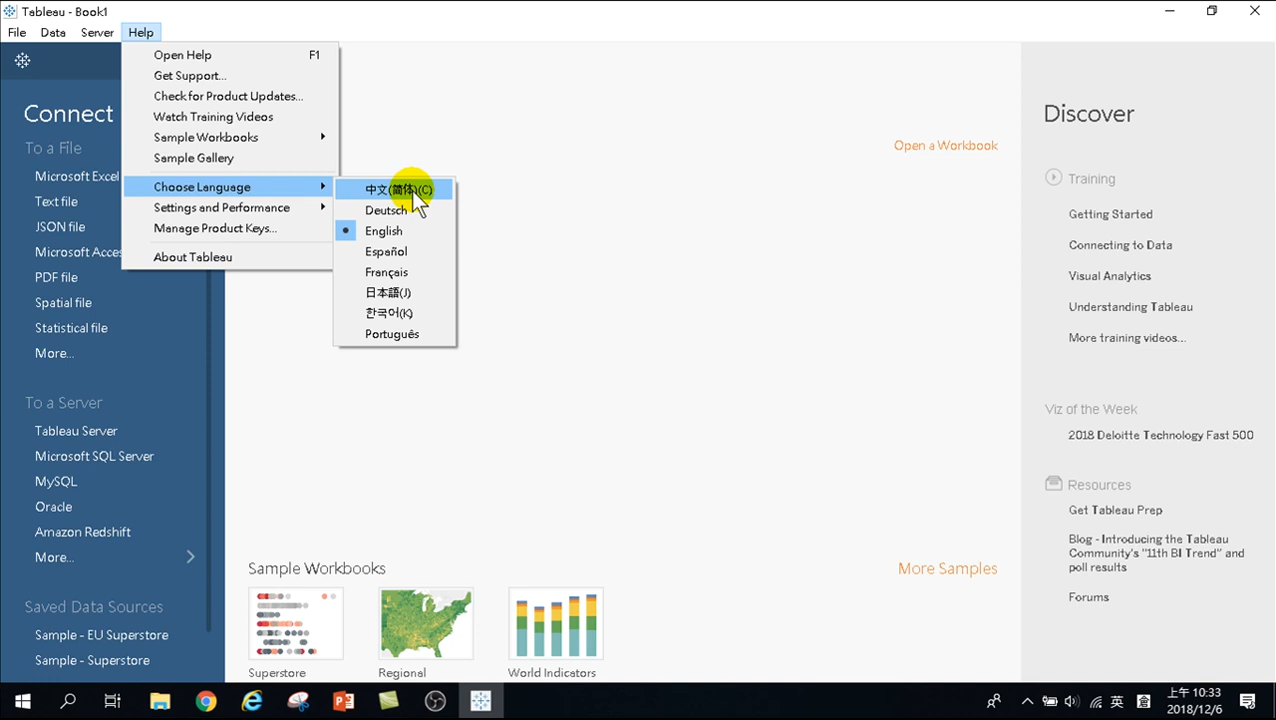 Tableau - Book1
File Data Server Help
Open Help F1
Get Support...
Check for Product Updates...
Watch Training Videos
Sample Workbooks
Sample Gallery
Choose Language
Settings and Performance
Manage Product Keys...
About Tableau
中文(简体)(C)
Deutsch
English
Español
Français
日本語(J)
한국어(K)
Português
Connect
To a File
Microsoft Excel
Text file
JSON file
Microsoft Acces
PDF file
Spatial file
Statistical file
More...
To a Server
Tableau Server
Microsoft SQL Server
MySQL
Oracle
Amazon Redshift
More...
Saved Data Sources
Sample - EU Superstore
Sample - Superstore
Open a Workbook
Sample Workbooks
More Samples
Superstore
Regional
World Indicators
Discover
Training
Getting Started
Connecting to Data
Visual Analytics
Understanding Tableau
More training videos...
Viz of the Week
2018 Deloitte Technology Fast 500
Resources
Get Tableau Prep
Blog - Introducing the Tableau
Community's "11th BI Trend" and
poll results
Forums
英
上午 10:33
2018/12/6